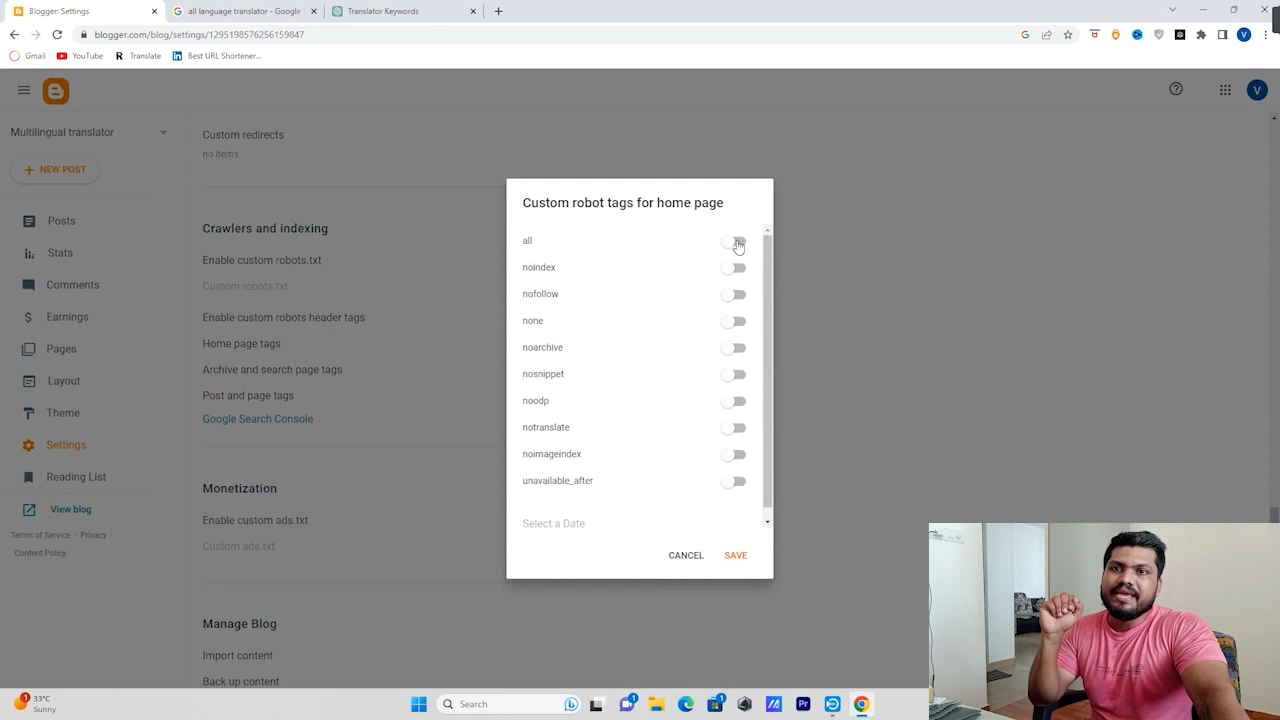 Blogger: Settings
all language translator - Google
Translator Keywords
blogger.com/blog/settings/1295198576256159847
Gmail
YouTube
R Translate
Best URL Shortener...
V
V
Multilingual translator
NEW POST
Posts
Stats
Comments
Earnings
Pages
Layout
Theme
Settings
Reading List
View blog
Terms of Service · Privacy ·
Content Policy
Custom redirects
no items
Crawlers and indexing
Enable custom robots.txt
Custom robots.txt
Enable custom robots header tags
Home page tags
Archive and search page tags
Post and page tags
Google Search Console
Monetization
Enable custom ads.txt
Custom ads.txt
Manage Blog
Import content
Back up content
Custom robot tags for home page
all
noindex
nofollow
none
noarchive
nosnippet
noodp
notranslate
noimageindex
unavailable_after
Select a Date
CANCEL
SAVE
1
33°C
Sunny
Search
1
1
Pr